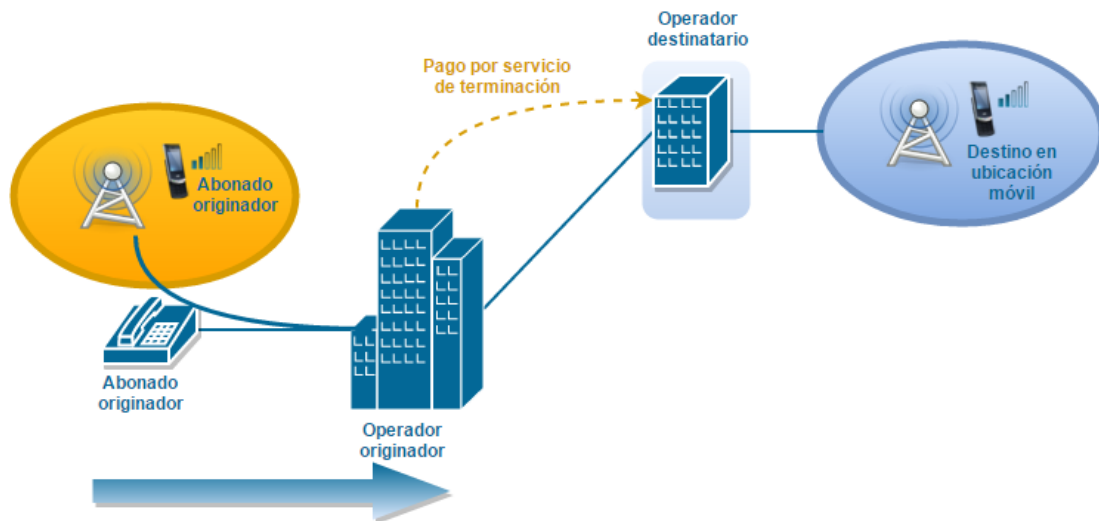 Operador
destinatario
Pago por servicio
de terminación
Abonado
originador
Destino en
ubicación
móvil
Abonado
originador
Operador
originador